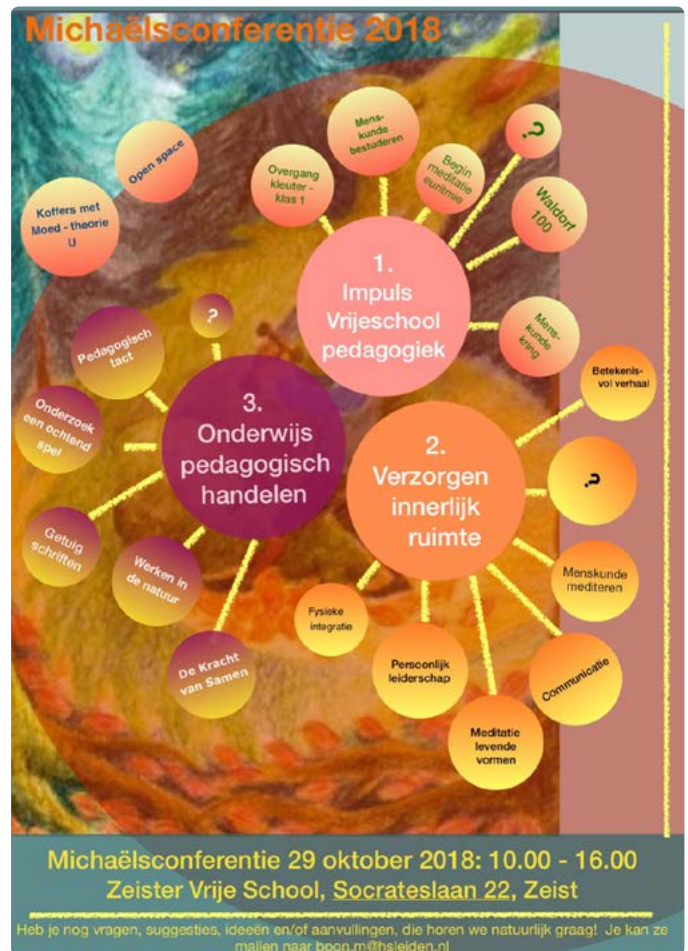 Michaëlsconferentie 2018
Open space
Koffers met
Moed - theorie
U
Overgang
kleuter -
klas 1
Mens-
kunde
bestuderen
Begin
meditatie
euritmie
?
Waldorf
100
Mens-
kunde
kring
1.
Impuls
Vrijeschool
pedagogiek
?
Pedagogisch
tact
Onderzoek
een ochtend
spel
Getuig
schriften
Werken in
de natuur
De Kracht
van Samen
3.
Onderwijs
pedagogisch
handelen
2.
Verzorgen
innerlijk
ruimte
Betekenis-
vol verhaal
?
Menskunde
mediteren
Communicatie
Meditatie
levende
vormen
Persoonlijk
leiderschap
Fysieke
integratie
Michaëlsconferentie 29 oktober 2018: 10.00 - 16.00
Zeister Vrije School, Socrateslaan 22, Zeist
Heb je nog vragen, suggesties, ideeën en/of aanvullingen, die horen we natuurlijk graag! Je kan ze
mailen naar boon.m@hsleiden.nl